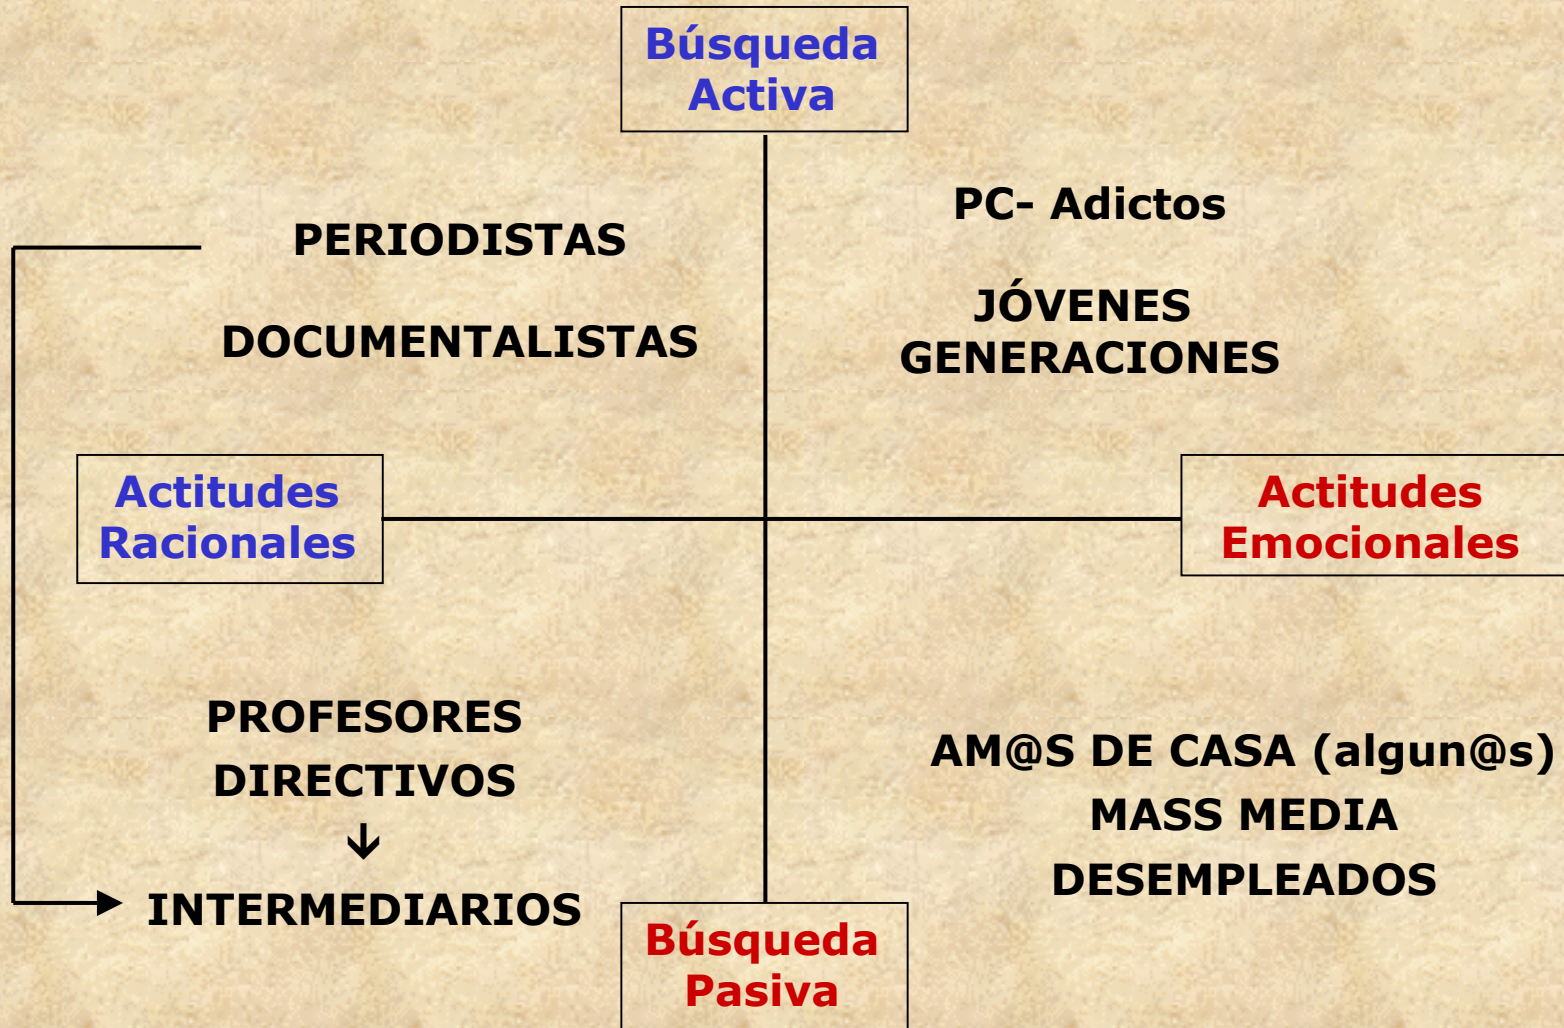 Búsqueda
Activa
PERIODISTAS
DOCUMENTALISTAS
PC– Adictos
JÓVENES
GENERACIONES
Actitudes
Racionales
Actitudes
Emocionales
PROFESORES
DIRECTIVOS
↓
INTERMEDIARIOS
AM@S DE CASA (algun@s)
MASS MEDIA
DESEMPLEADOS
Búsqueda
Pasiva